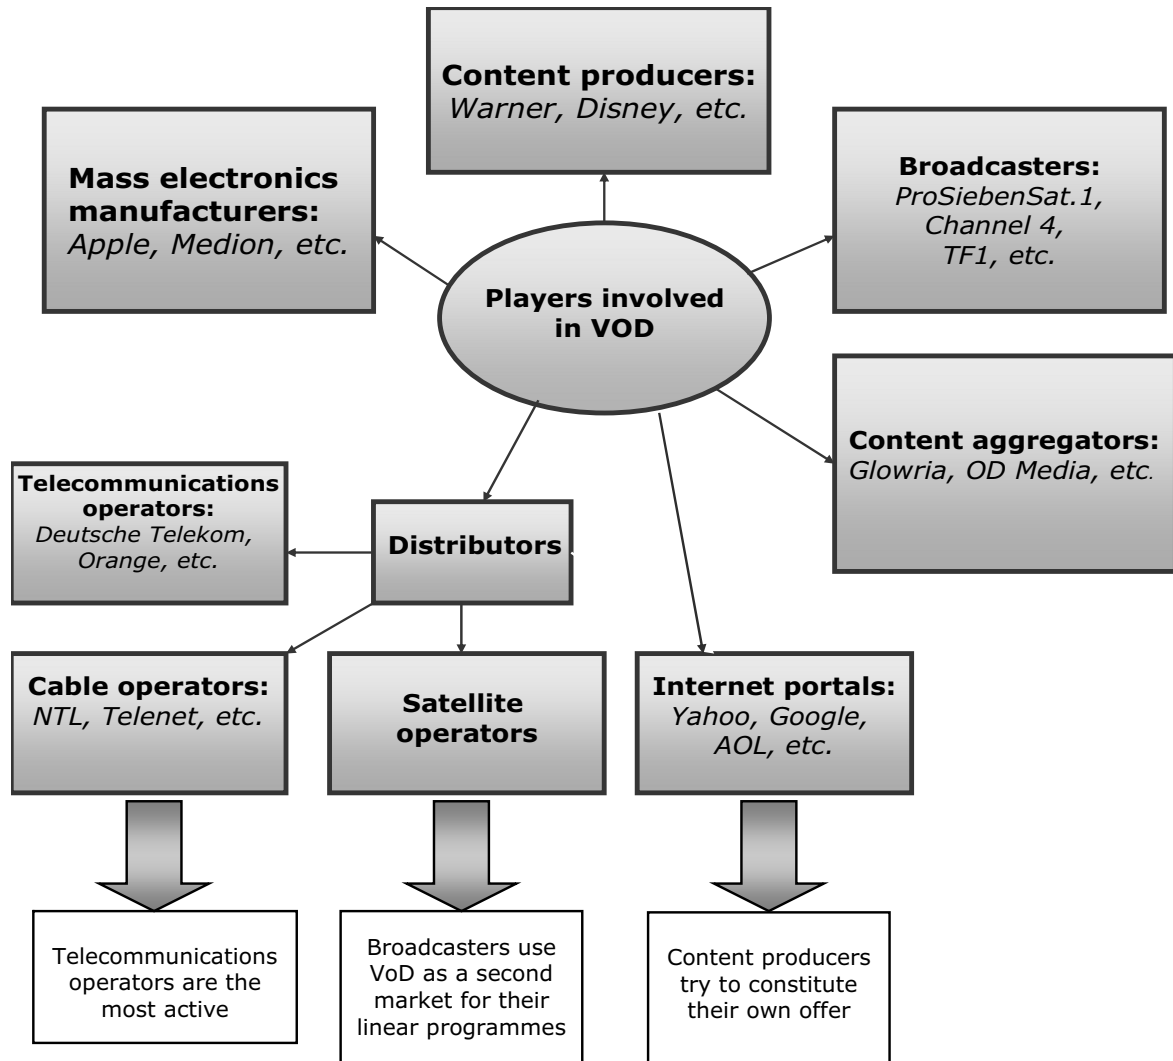 Content producers:
Warner, Disney, etc.
Mass electronics
manufacturers:
Apple, Medion, etc.
Broadcasters:
ProSiebenSat.1,
Channel 4,
TF1, etc.
Players involved
in VOD
Content aggregators:
Glowria, OD Media, etc.
Telecommunications
operators:
Deutsche Telekom,
Orange, etc.
Distributors
Cable operators:
NTL, Telenet, etc.
Satellite
operators
Internet portals:
Yahoo, Google,
AOL, etc.
Telecommunications
operators are the
most active
Broadcasters use
VoD as a second
market for their
linear programmes
Content producers
try to constitute
their own offer